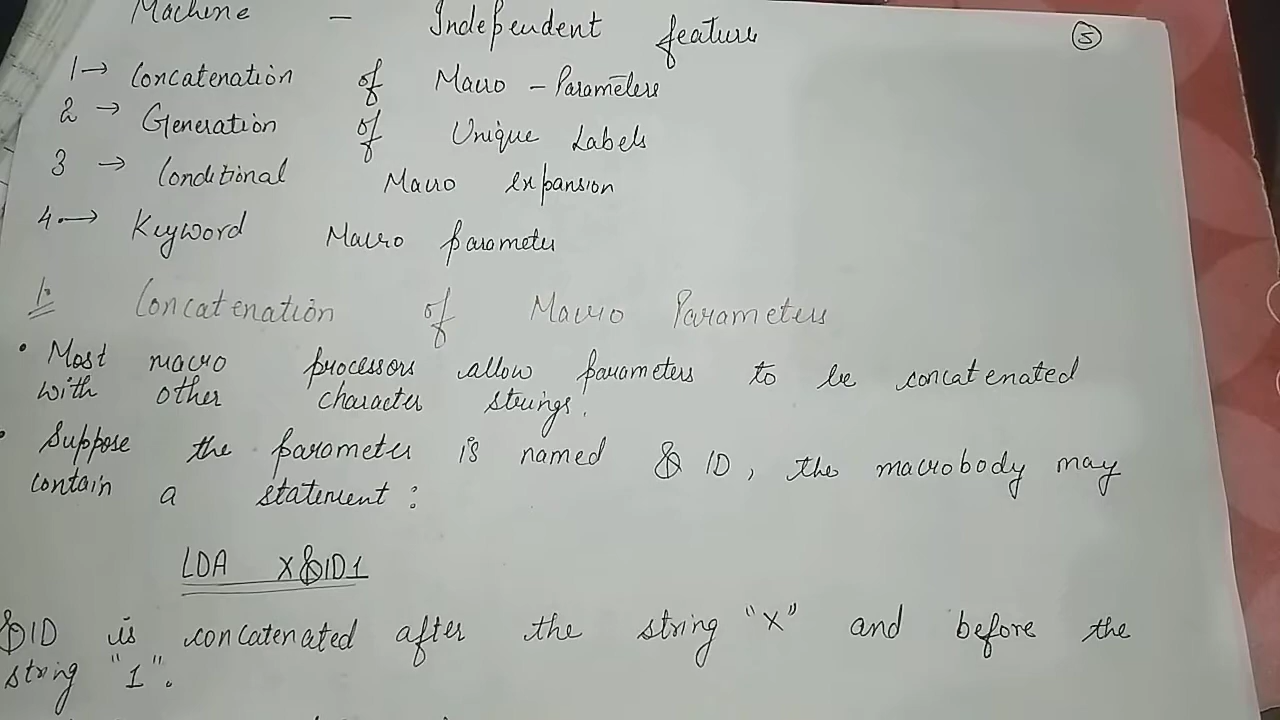 Machine - Independent feature
5
1→ Concatenation of Macro - Parameters
2 → Generation of Unique Labels
3 → Conditional Macro expansion
4.→ Keyword Macro parameter
1. Concatenation of Macro Parameters
• Most macro processors allow parameters to be concatenated
with other character strings.
• Suppose the parameter is named & ID, the macrobody may
contain a statement :
LDA X&ID1
&ID is concatenated after the string "X" and before the
string "1".